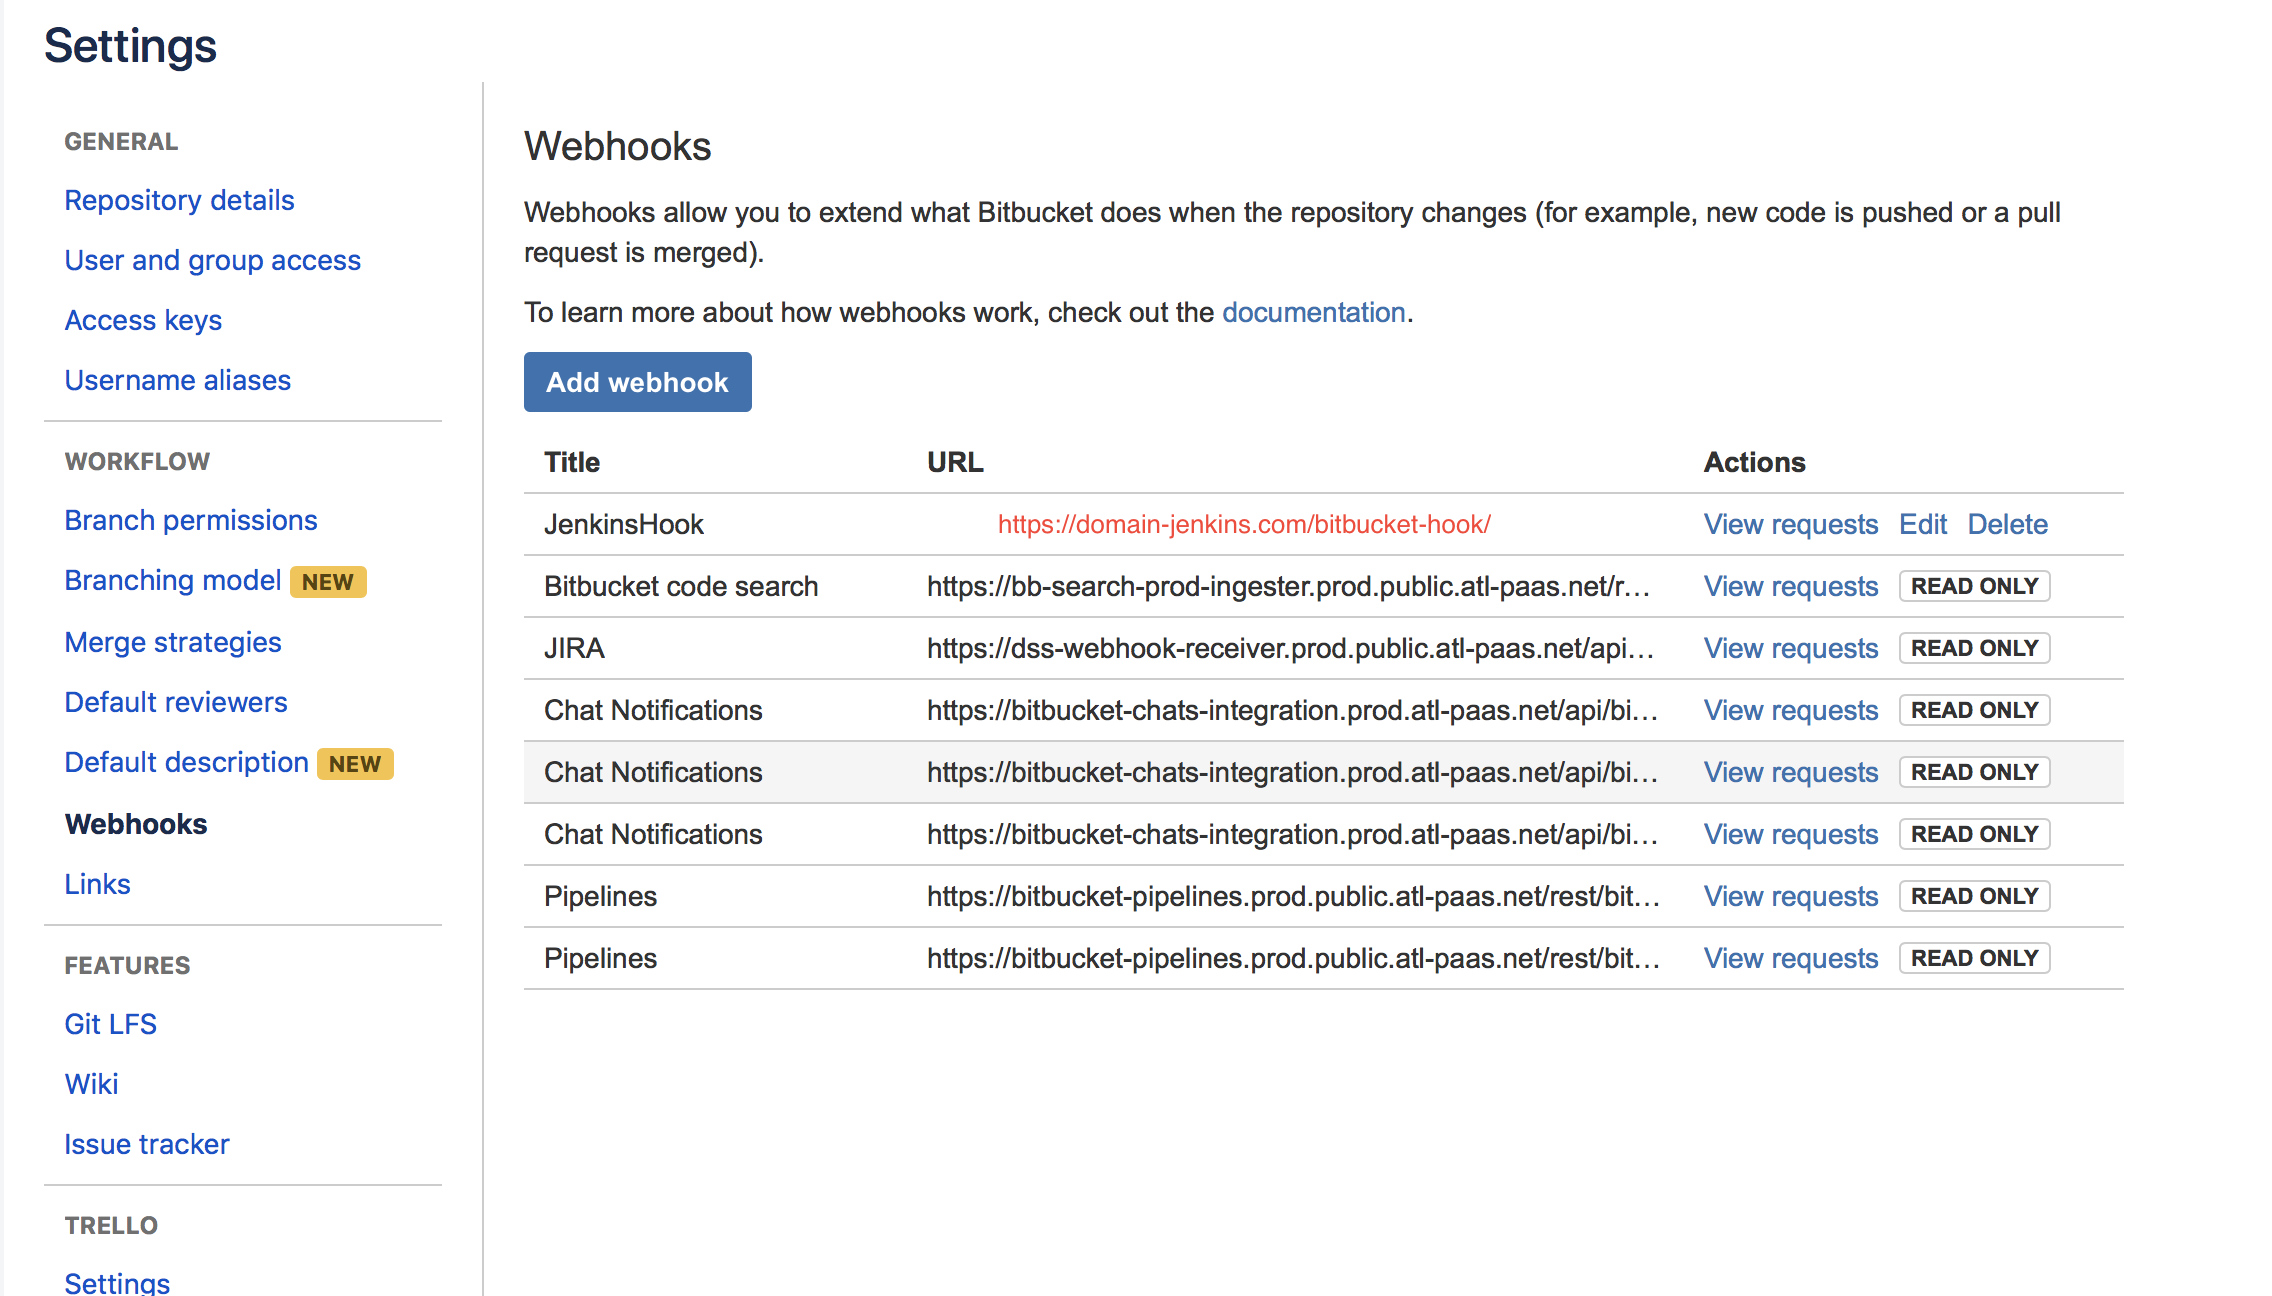 Settings
GENERAL
Repository details
User and group access
Access keys
Username aliases
WORKFLOW
Branch permissions
Branching model NEW
Merge strategies
Default reviewers
Default description NEW
Webhooks
Links
FEATURES
Git LFS
Wiki
Issue tracker
TRELLO
Settings
Webhooks
Webhooks allow you to extend what Bitbucket does when the repository changes (for example, new code is pushed or a pull
request is merged).
To learn more about how webhooks work, check out the documentation.
Add webhook
Title URL Actions
JenkinsHook https://domain-jenkins.com/bitbucket-hook/ View requests Edit Delete
Bitbucket code search https://bb-search-prod-ingester.prod.public.atl-paas.net/r… View requests READ ONLY
JIRA https://dss-webhook-receiver.prod.public.atl-paas.net/api… View requests READ ONLY
Chat Notifications https://bitbucket-chats-integration.prod.atl-paas.net/api/bi… View requests READ ONLY
Chat Notifications https://bitbucket-chats-integration.prod.atl-paas.net/api/bi… View requests READ ONLY
Chat Notifications https://bitbucket-chats-integration.prod.atl-paas.net/api/bi… View requests READ ONLY
Pipelines https://bitbucket-pipelines.prod.public.atl-paas.net/rest/bit… View requests READ ONLY
Pipelines https://bitbucket-pipelines.prod.public.atl-paas.net/rest/bit… View requests READ ONLY